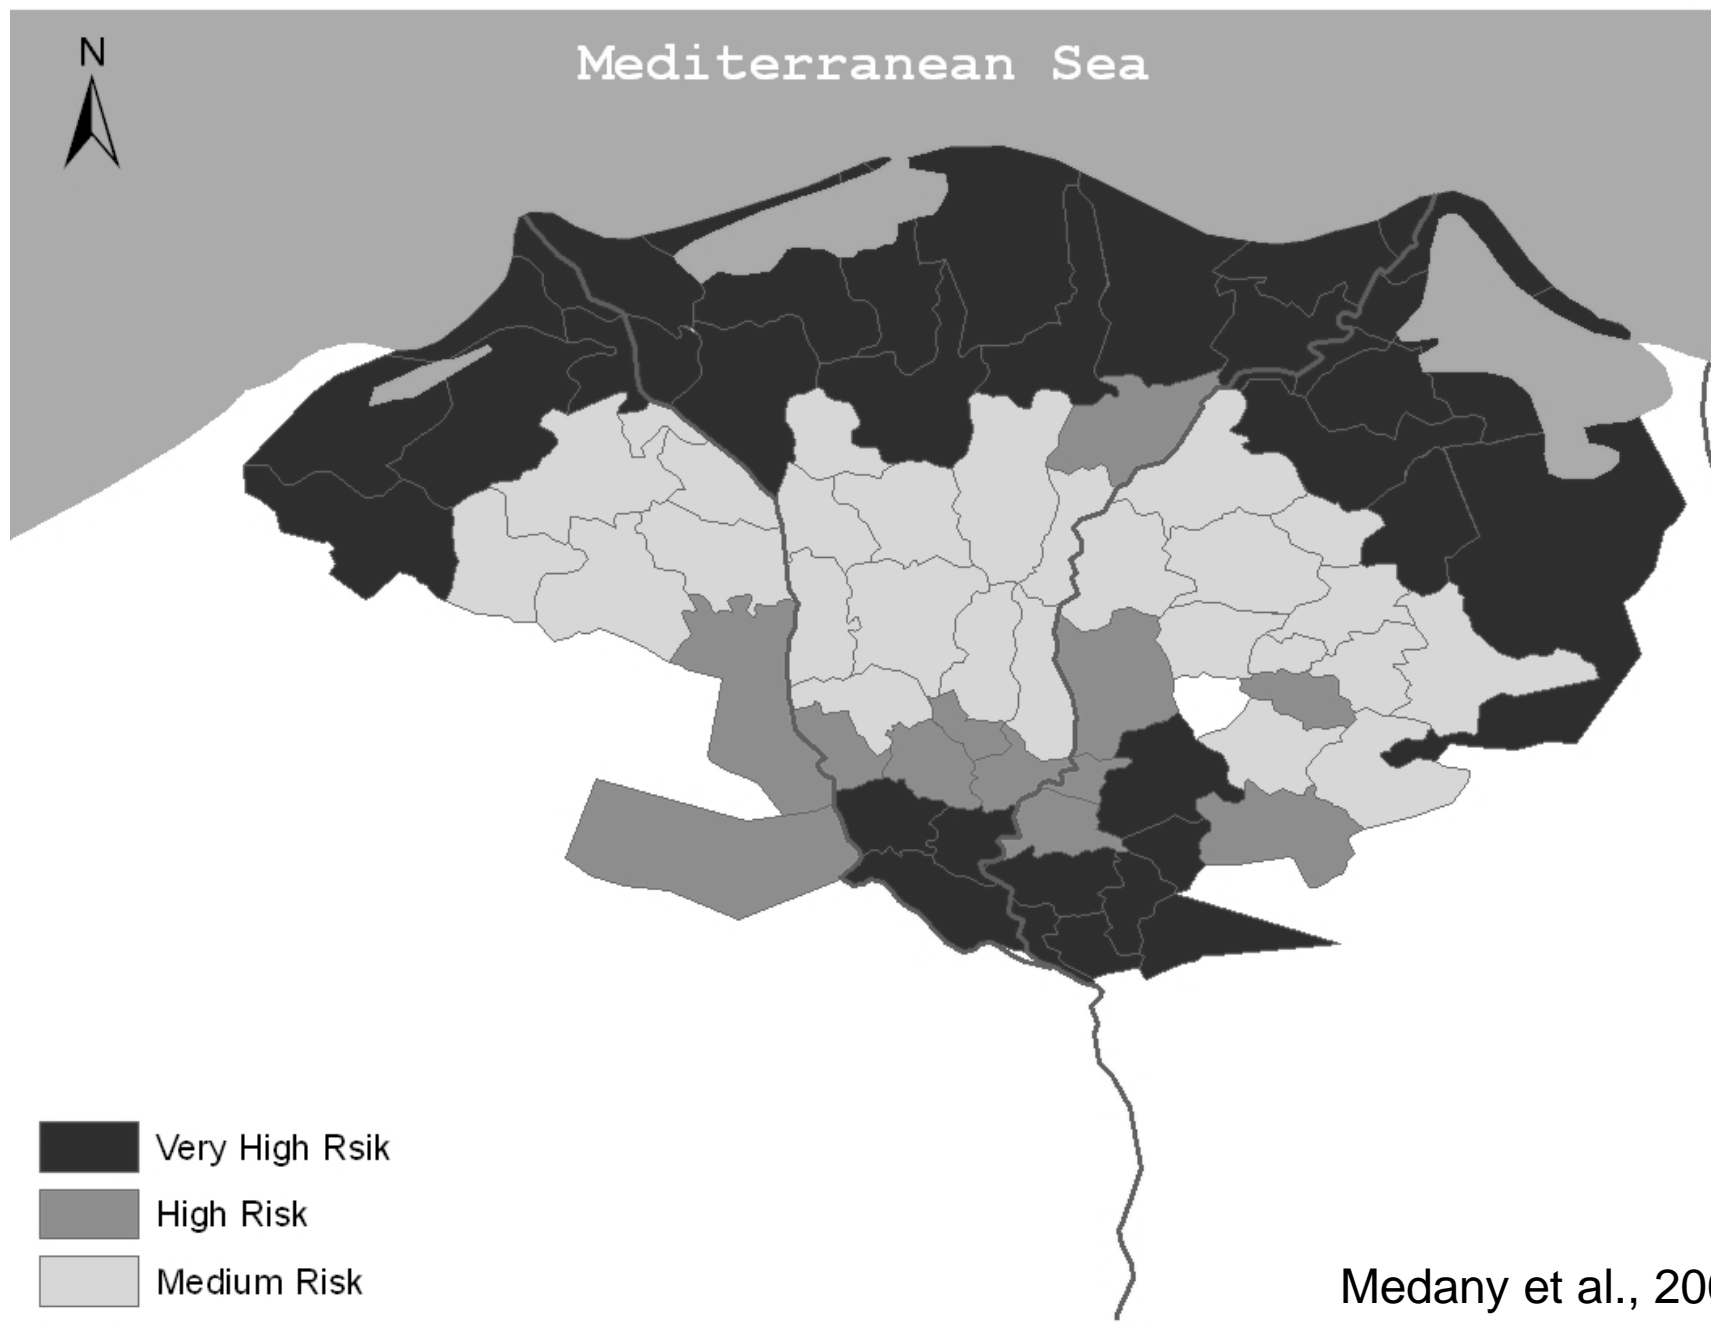 N
Mediterranean Sea
Very High Rsik
High Risk
Medium Risk
Medany et al.,